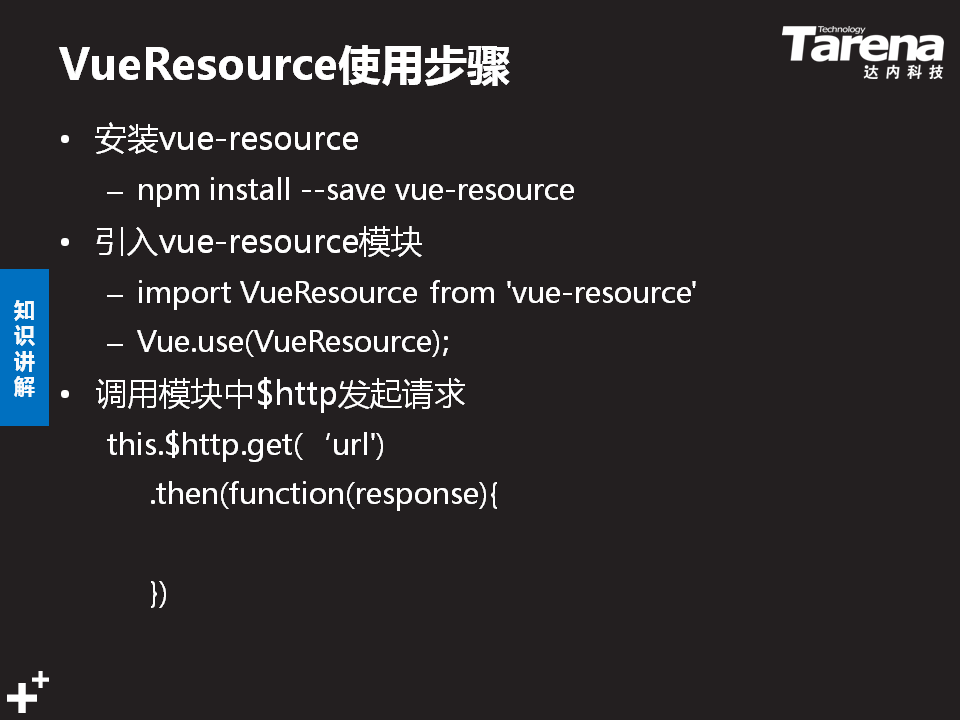 VueResource使用步骤
Technology
Tarena
达内科技
• 安装vue-resource
– npm install --save vue-resource
• 引入vue-resource模块
– import VueResource from 'vue-resource'
– Vue.use(VueResource);
知识讲解
• 调用模块中$http发起请求
this.$http.get(‘url')
.then(function(response){
})